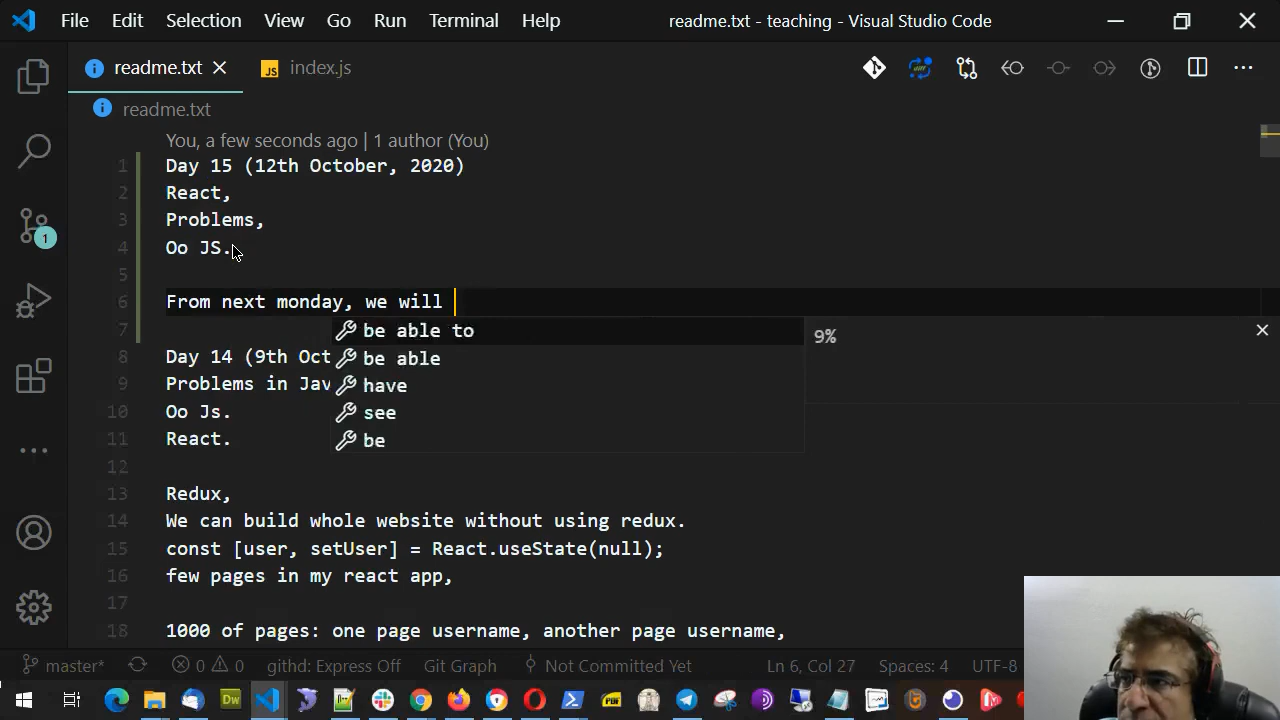 File Edit Selection View Go Run Terminal Help readme.txt - teaching - Visual Studio Code
readme.txt JS index.js
readme.txt
You, a few seconds ago | 1 author (You)
1 Day 15 (12th October, 2020)
2 React,
3 Problems,
4 Oo JS.
5
6 From next monday, we will
7 be able to 9%
8 Day 14 (9th Oct be able
9 Problems in Jav have
10 Oo Js. see
11 React. be
12
13 Redux,
14 We can build whole website without using redux.
15 const [user, setUser] = React.useState(null);
16 few pages in my react app,
17
18 1000 of pages: one page username, another page username,
1
master* 0 0 githd: Express Off Git Graph Not Committed Yet Ln 6, Col 27 Spaces: 4 UTF-8
Dw PDF